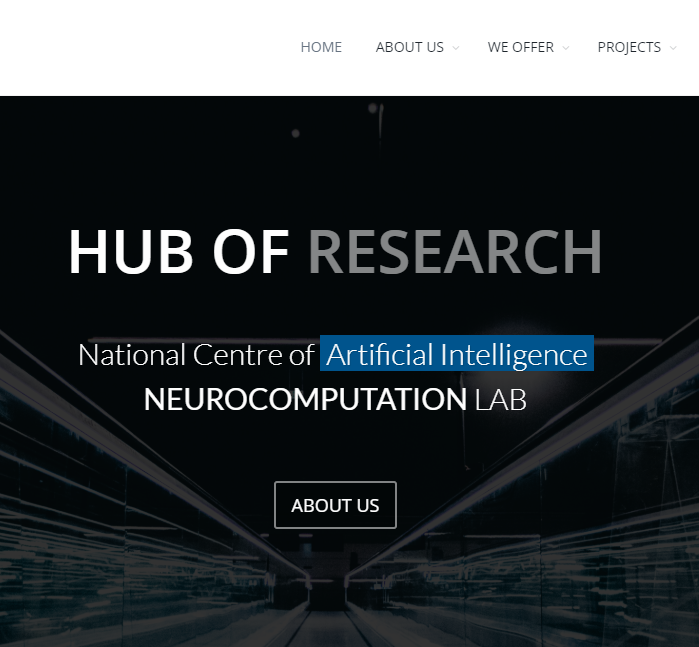 HOME ABOUT US WE OFFER PROJECTS
HUB OF RESEARCH
National Centre of Artificial Intelligence
NEUROCOMPUTATION LAB
ABOUT US